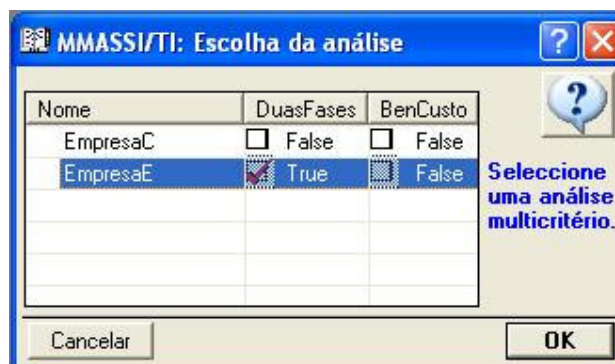 MMASSI/TI: Escolha da análise
Nome DuasFases BenCusto
EmpresaC False False
EmpresaE True False
Seleccione
uma análise
multicritério.
Cancelar OK